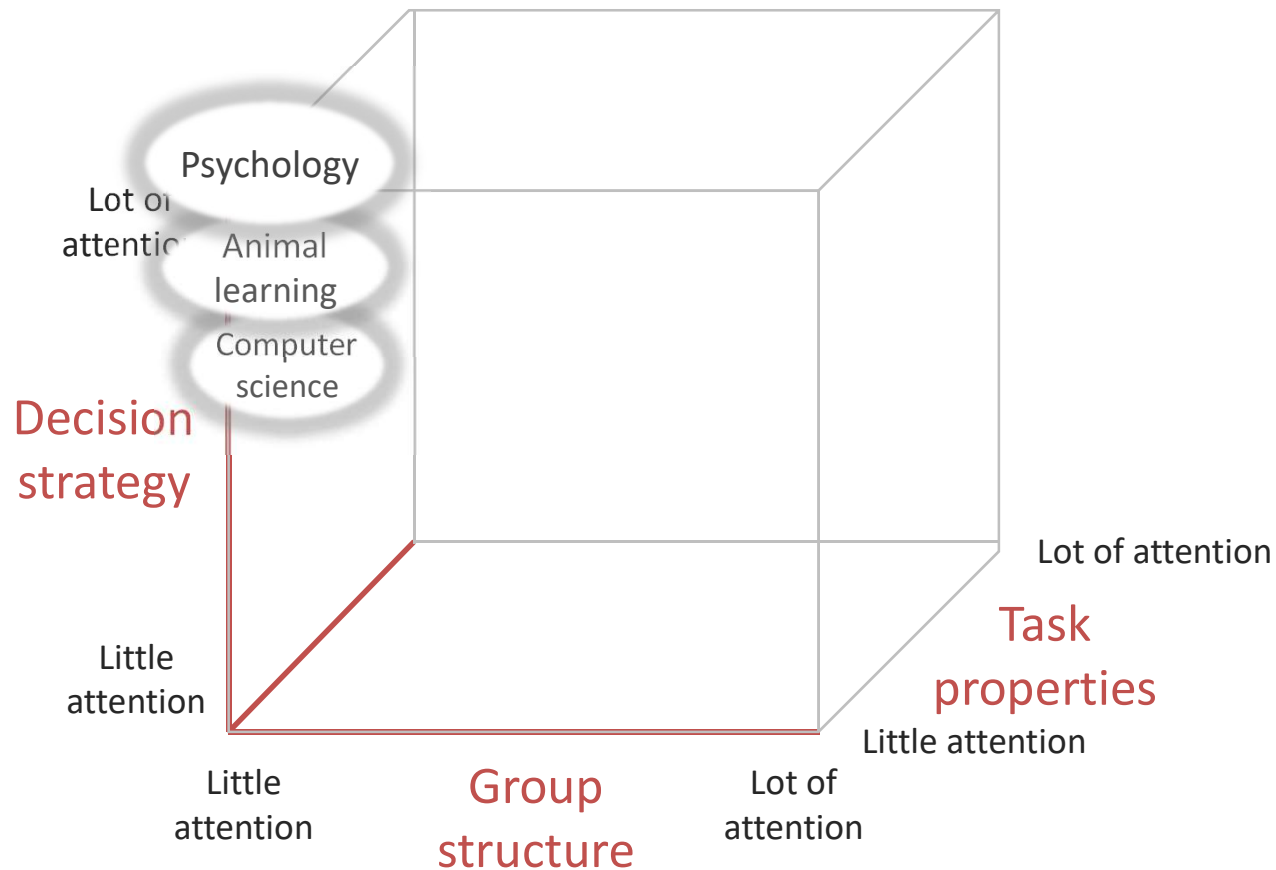 Psychology
Lot of
attention
Animal
learning
Computer
science
Decision
strategy
Lot of attention
Task
properties
Little
attention
Little attention
Little
attention
Group
structure
Lot of
attention